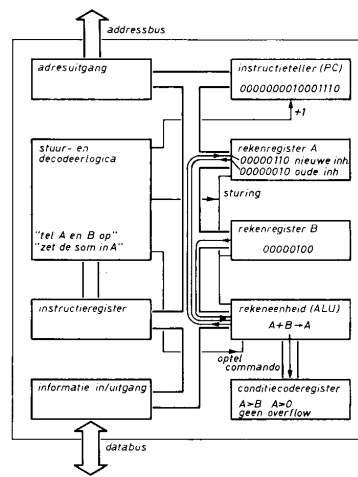 addressbus
adresuitgang
instructieteller (PC)
0000000010001110
+1
stuur- en
decodeerlogica
"tel A en B op"
"zet de som in A"
rekenregister A
00000110 nieuwe inh.
00000010 oude inh.
sturing
rekenregister B
00000100
instructieregister
rekeneenheid (ALU)
A+B→A
optel
commando
informatie in/uitgang
conditiecoderegister
A>B A>0
geen overflow
databus